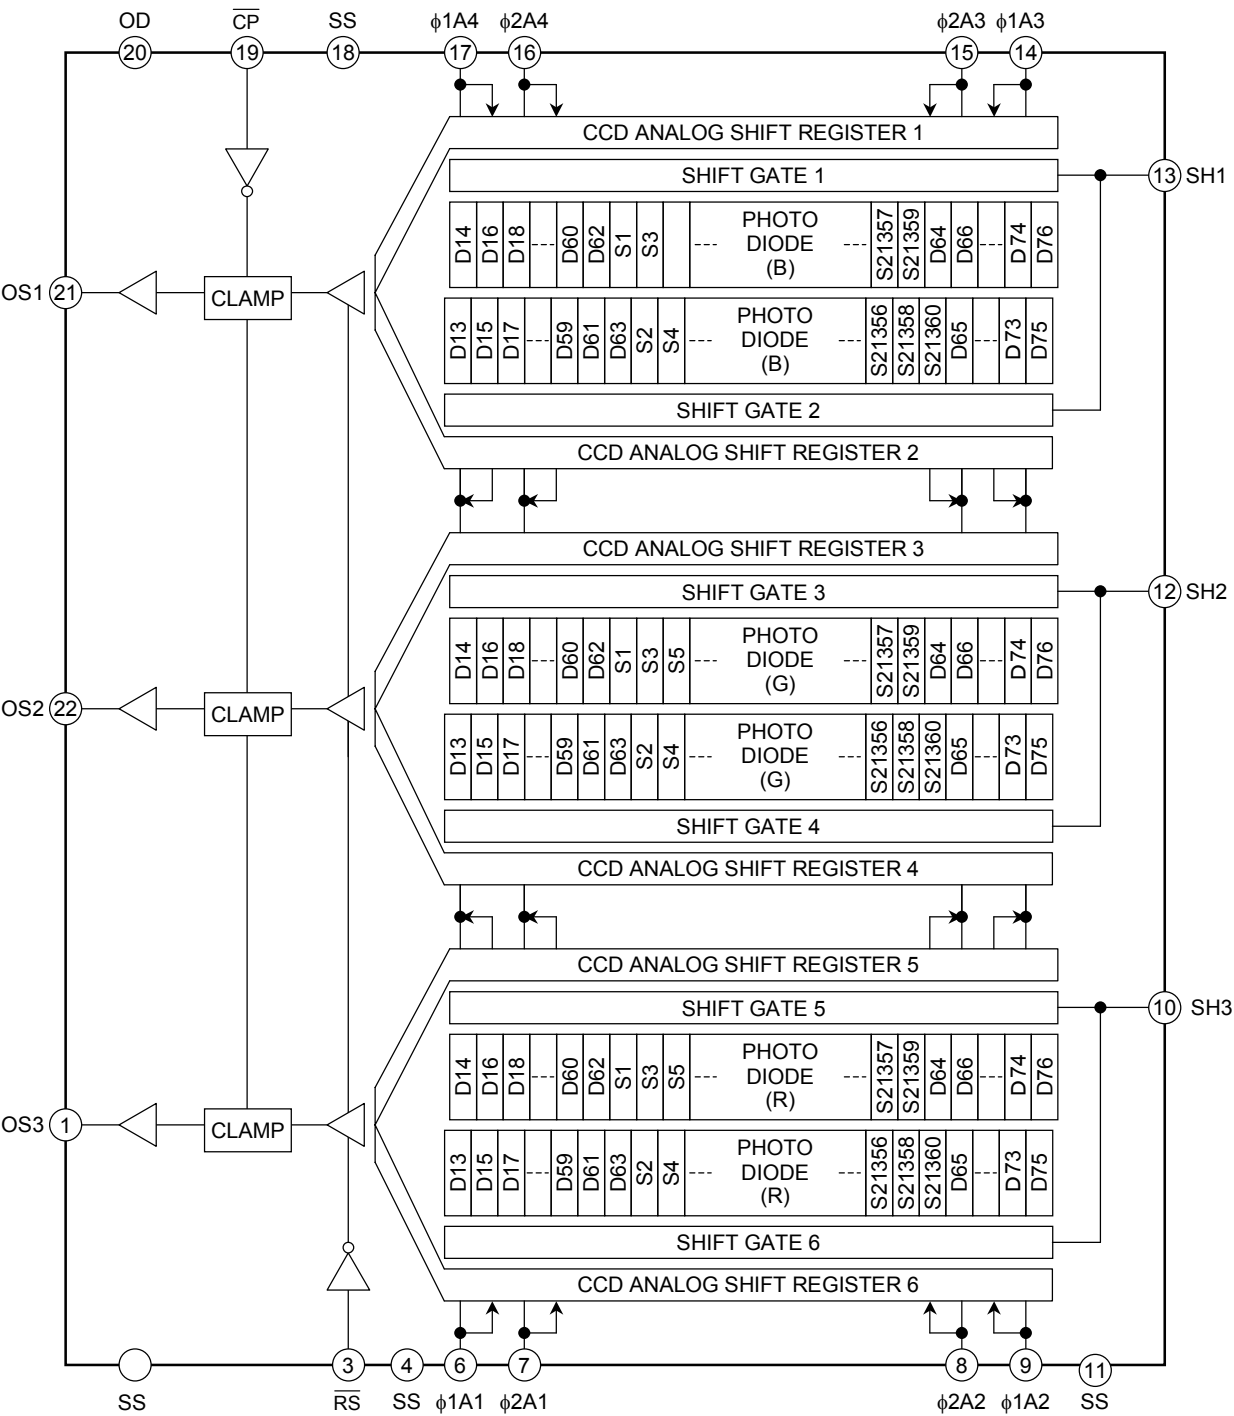 OD CP SS ϕ1A4 ϕ2A4 ϕ2A3 ϕ1A3
20 19 18 17 16 15 14
CCD ANALOG SHIFT REGISTER 1
SHIFT GATE 1
13 SH1
D14 D16 D18 --- D60 D62 S1 S3 --- PHOTO DIODE (B) --- S21357 S21359 D64 D66 --- D74 D76
OS1 21 CLAMP
D13 D15 D17 --- D59 D61 D63 S2 S4 --- PHOTO DIODE (B) --- S21356 S21358 S21360 D65 --- D73 D75
SHIFT GATE 2
CCD ANALOG SHIFT REGISTER 2
CCD ANALOG SHIFT REGISTER 3
SHIFT GATE 3
12 SH2
D14 D16 D18 --- D60 D62 S1 S3 S5 --- PHOTO DIODE (G) --- S21357 S21359 D64 D66 --- D74 D76
OS2 22 CLAMP
D13 D15 D17 --- D59 D61 D63 S2 S4 --- PHOTO DIODE (G) --- S21356 S21358 S21360 D65 --- D73 D75
SHIFT GATE 4
CCD ANALOG SHIFT REGISTER 4
CCD ANALOG SHIFT REGISTER 5
SHIFT GATE 5
10 SH3
D14 D16 D18 --- D60 D62 S1 S3 S5 --- PHOTO DIODE (R) --- S21357 S21359 D64 D66 --- D74 D76
OS3 1 CLAMP
D13 D15 D17 --- D59 D61 D63 S2 S4 --- PHOTO DIODE (R) --- S21356 S21358 S21360 D65 --- D73 D75
SHIFT GATE 6
CCD ANALOG SHIFT REGISTER 6
3 4 6 7 8 9 11
SS RS SS ϕ1A1 ϕ2A1 ϕ2A2 ϕ1A2 SS